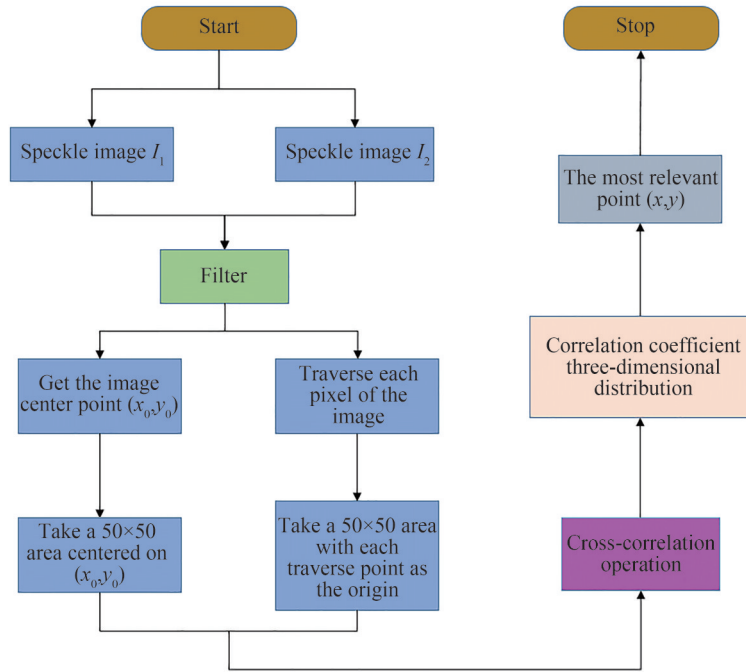 Start
Speckle image I₁
Speckle image I₂
Filter
Get the image
center point (x₀,y₀)
Traverse each
pixel of the
image
Take a 50×50
area centered on
(x₀,y₀)
Take a 50×50 area
with each
traverse point as
the origin
Cross-correlation
operation
Correlation coefficient
three-dimensional
distribution
The most relevant
point (x,y)
Stop